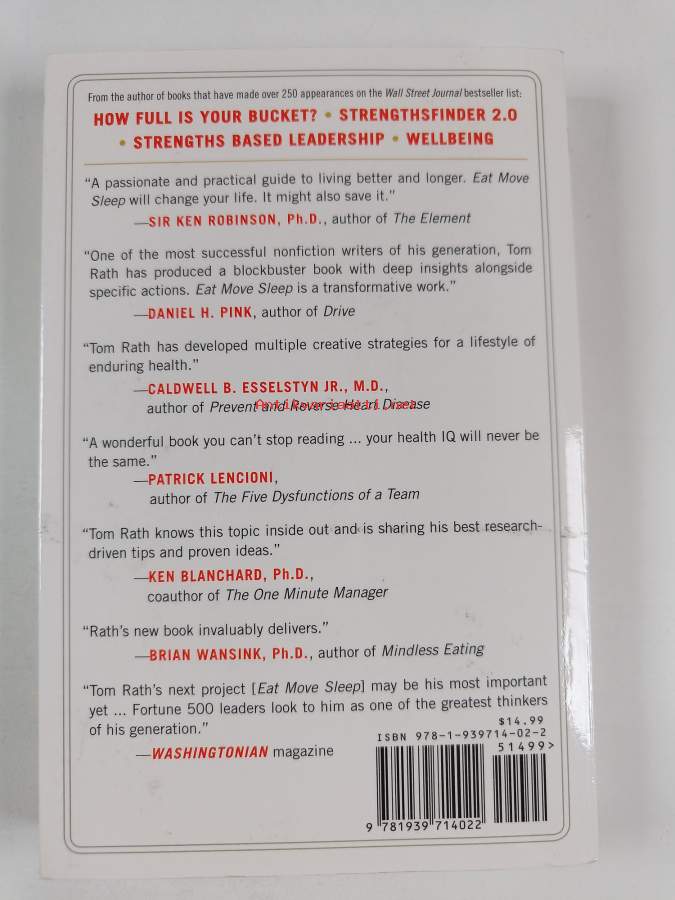 From the author of books that have made over 250 appearances on the Wall Street Journal bestseller list:
HOW FULL IS YOUR BUCKET? • STRENGTHSFINDER 2.0
• STRENGTHS BASED LEADERSHIP • WELLBEING
“A passionate and practical guide to living better and longer. Eat Move
Sleep will change your life. It might also save it.”
—SIR KEN ROBINSON, Ph.D., author of The Element
“One of the most successful nonfiction writers of his generation, Tom
Rath has produced a blockbuster book with deep insights alongside
specific actions. Eat Move Sleep is a transformative work.”
—DANIEL H. PINK, author of Drive
“Tom Rath has developed multiple creative strategies for a lifestyle of
enduring health.”
—CALDWELL B. ESSELSTYN JR., M.D.,
author of Prevent and Reverse Heart Disease
“A wonderful book you can’t stop reading ... your health IQ will never be
the same.”
—PATRICK LENCIONI,
author of The Five Dysfunctions of a Team
“Tom Rath knows this topic inside out and is sharing his best research-
driven tips and proven ideas.”
—KEN BLANCHARD, Ph.D.,
coauthor of The One Minute Manager
“Rath’s new book invaluably delivers.”
—BRIAN WANSINK, Ph.D., author of Mindless Eating
“Tom Rath’s next project [Eat Move Sleep] may be his most important
yet ... Fortune 500 leaders look to him as one of the greatest thinkers
of his generation.”
—WASHINGTONIAN magazine
$14.99
ISBN 978-1-939714-02-2
51499>
9 781939 714022